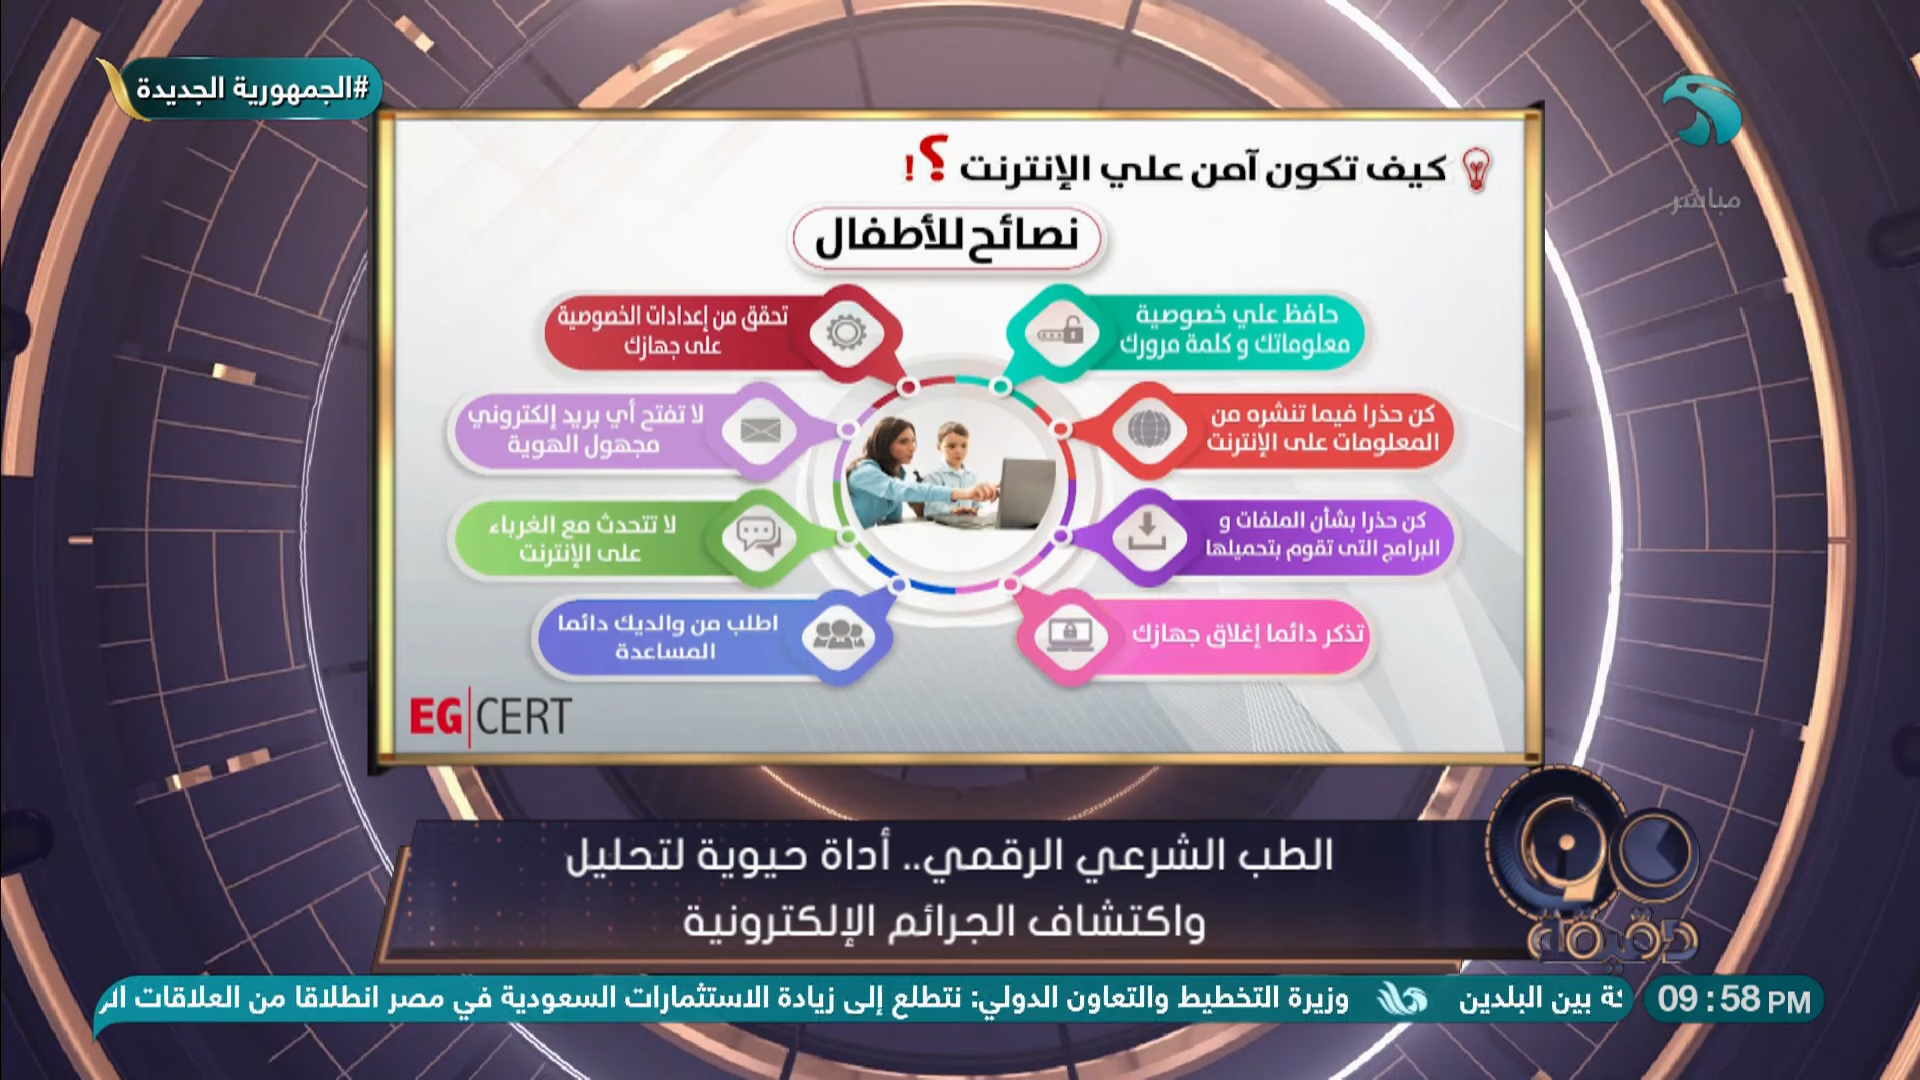 #الجمهورية الجديدة
مباشر
كيف تكون آمن علي الإنترنت ؟!
نصائح للأطفال
حافظ علي خصوصية
معلوماتك و كلمة مرورك
تحقق من إعدادات الخصوصية
على جهازك
كن حذرا فيما تنشره من
المعلومات على الإنترنت
لا تفتح أي بريد إلكتروني
مجهول الهوية
كن حذرا بشأن الملفات و
البرامج التى تقوم بتحميلها
لا تتحدث مع الغرباء
على الإنترنت
تذكر دائما إغلاق جهازك
اطلب من والديك دائما
المساعدة
EG|CERT
الطب الشرعي الرقمي.. أداة حيوية لتحليل
واكتشاف الجرائم الإلكترونية
90
دقيقة
بين البلدين
وزيرة التخطيط والتعاون الدولي: نتطلع إلى زيادة الاستثمارات السعودية في مصر انطلاقا من العلاقات
09:58 PM